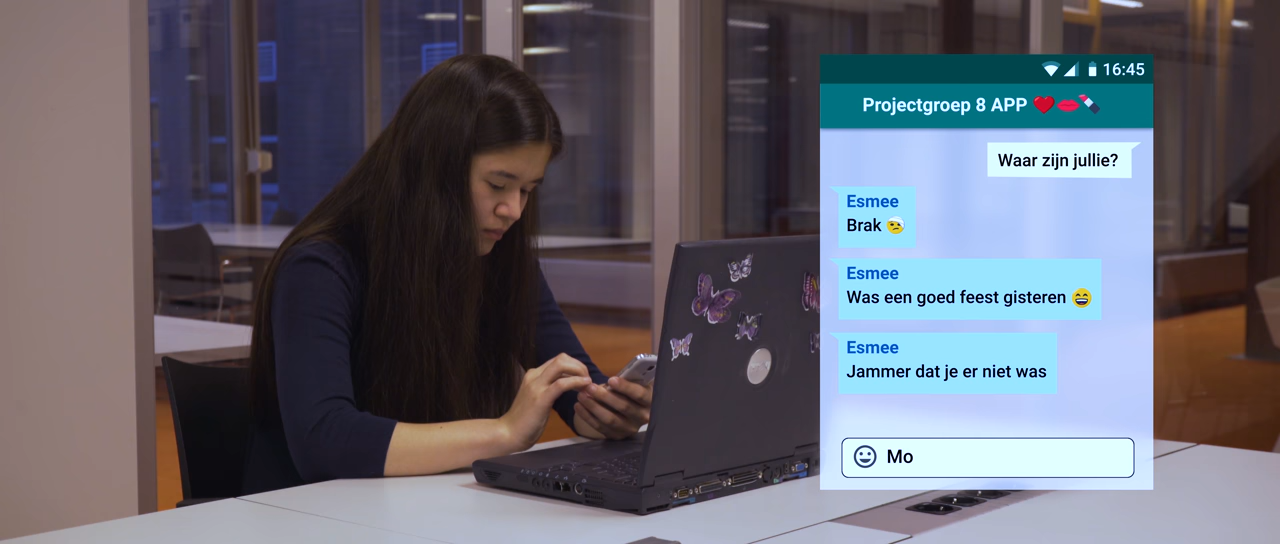 16:45
Projectgroep 8 APP ❤️💋💄
Waar zijn jullie?
Esmee
Brak 🤕
Esmee
Was een goed feest gisteren 😄
Esmee
Jammer dat je er niet was
Mo